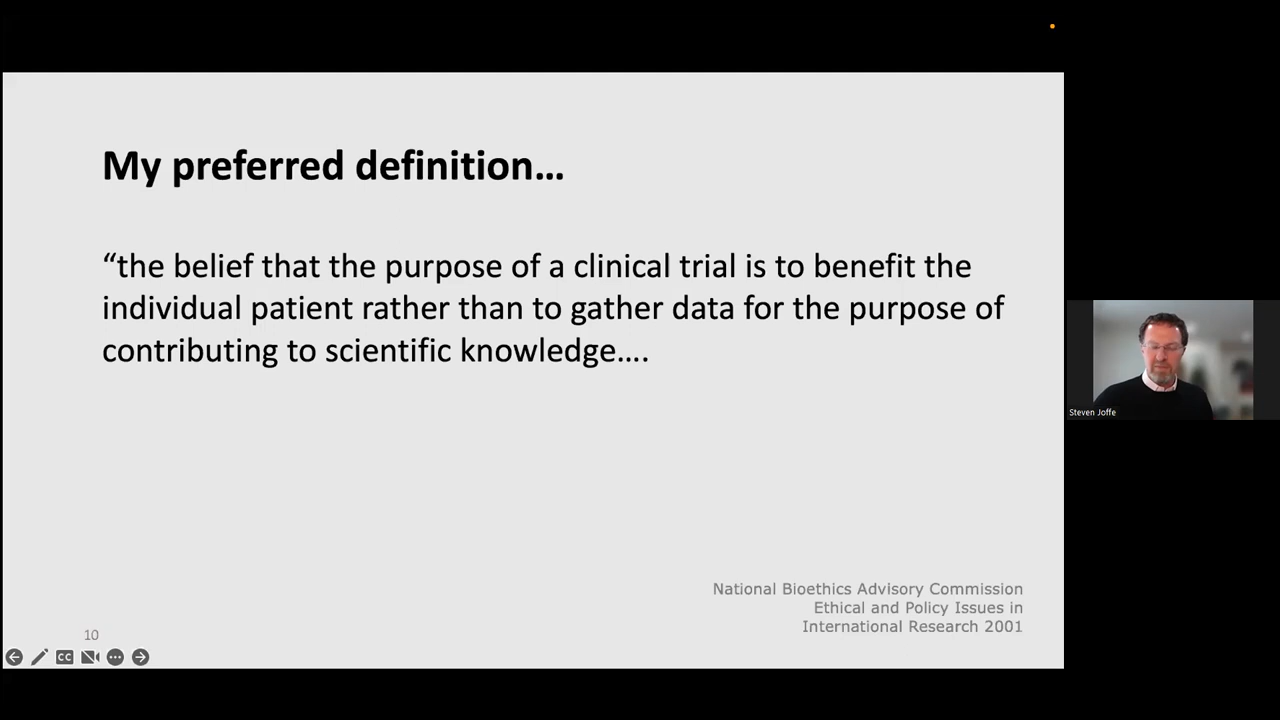 My preferred definition…
“the belief that the purpose of a clinical trial is to benefit the
individual patient rather than to gather data for the purpose of
contributing to scientific knowledge….
National Bioethics Advisory Commission
Ethical and Policy Issues in
International Research 2001
10
CC
Steven Joffe